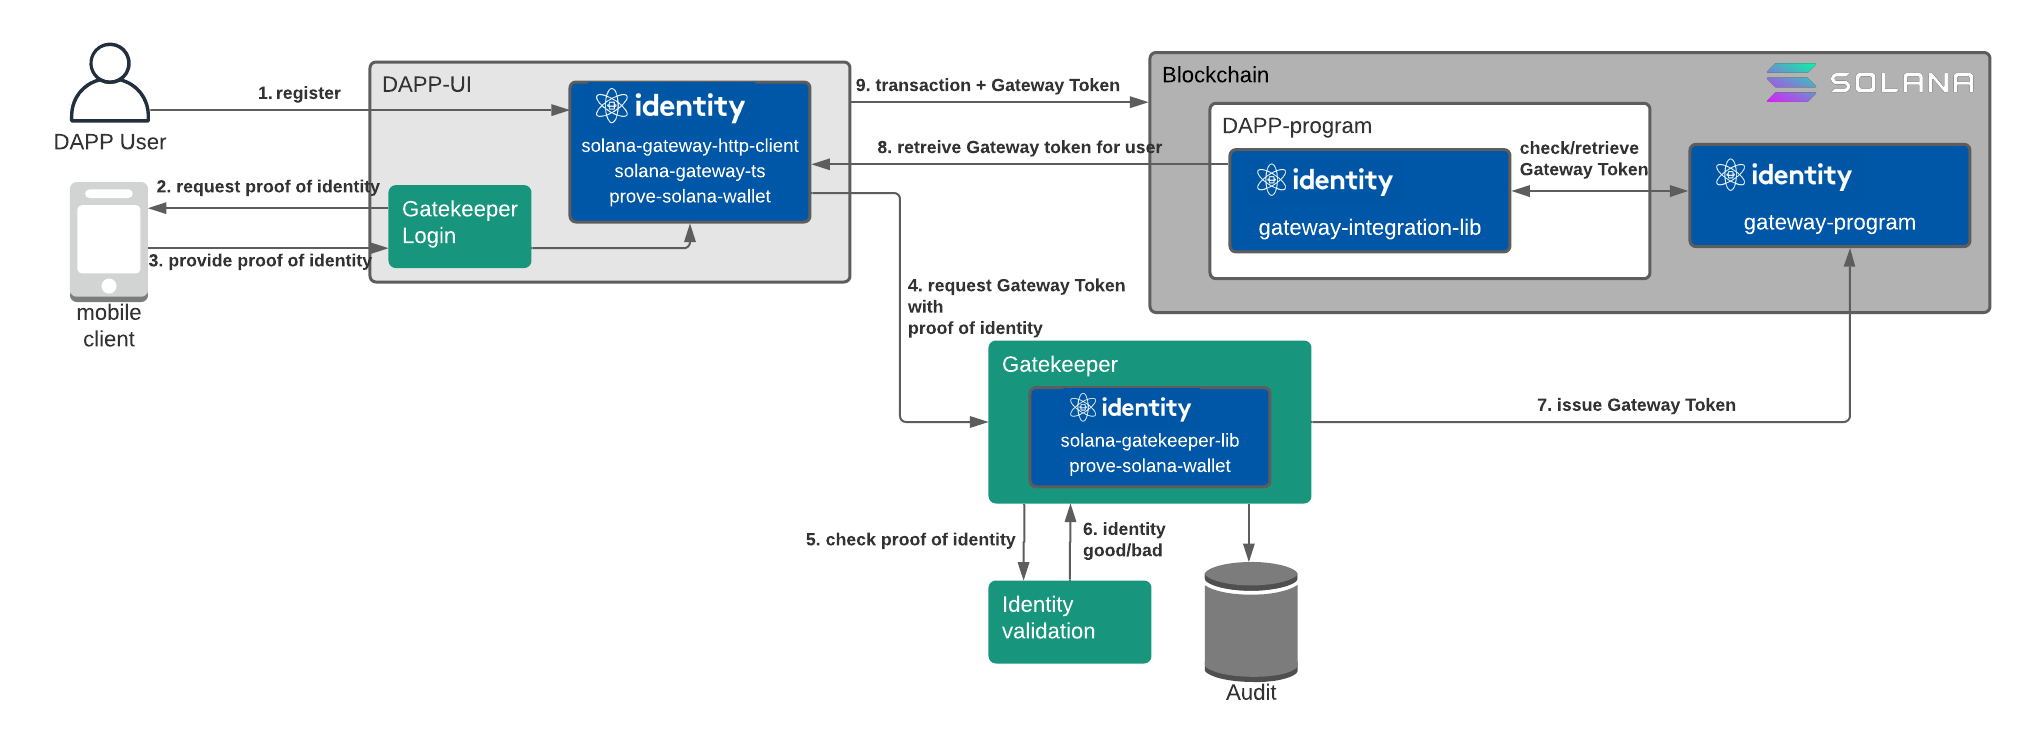 DAPP User
1. register
2. request proof of identity
3. provide proof of identity
mobile
client
DAPP-UI
Gatekeeper
Login
identity
solana-gateway-http-client
solana-gateway-ts
prove-solana-wallet
9. transaction + Gateway Token
8. retreive Gateway token for user
4. request Gateway Token
with
proof of identity
Blockchain
SOLANA
DAPP-program
identity
gateway-integration-lib
check/retrieve
Gateway Token
identity
gateway-program
Gatekeeper
identity
solana-gatekeeper-lib
prove-solana-wallet
7. issue Gateway Token
5. check proof of identity
6. identity
good/bad
Identity
validation
Audit